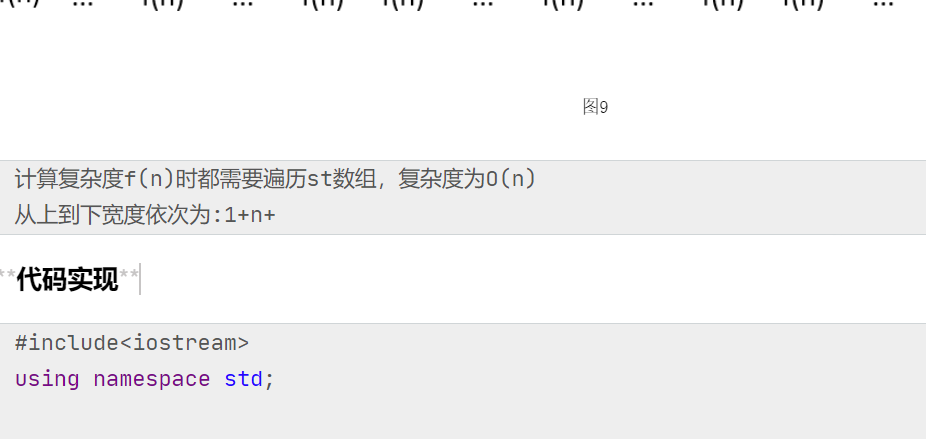 f(n) ... f(n) ... f(n) f(n) ... f(n) ... f(n) f(n) ...
图9
计算复杂度f(n)时都需要遍历st数组，复杂度为O(n)
从上到下宽度依次为:1+n+
**代码实现**
#include<iostream>
using namespace std;